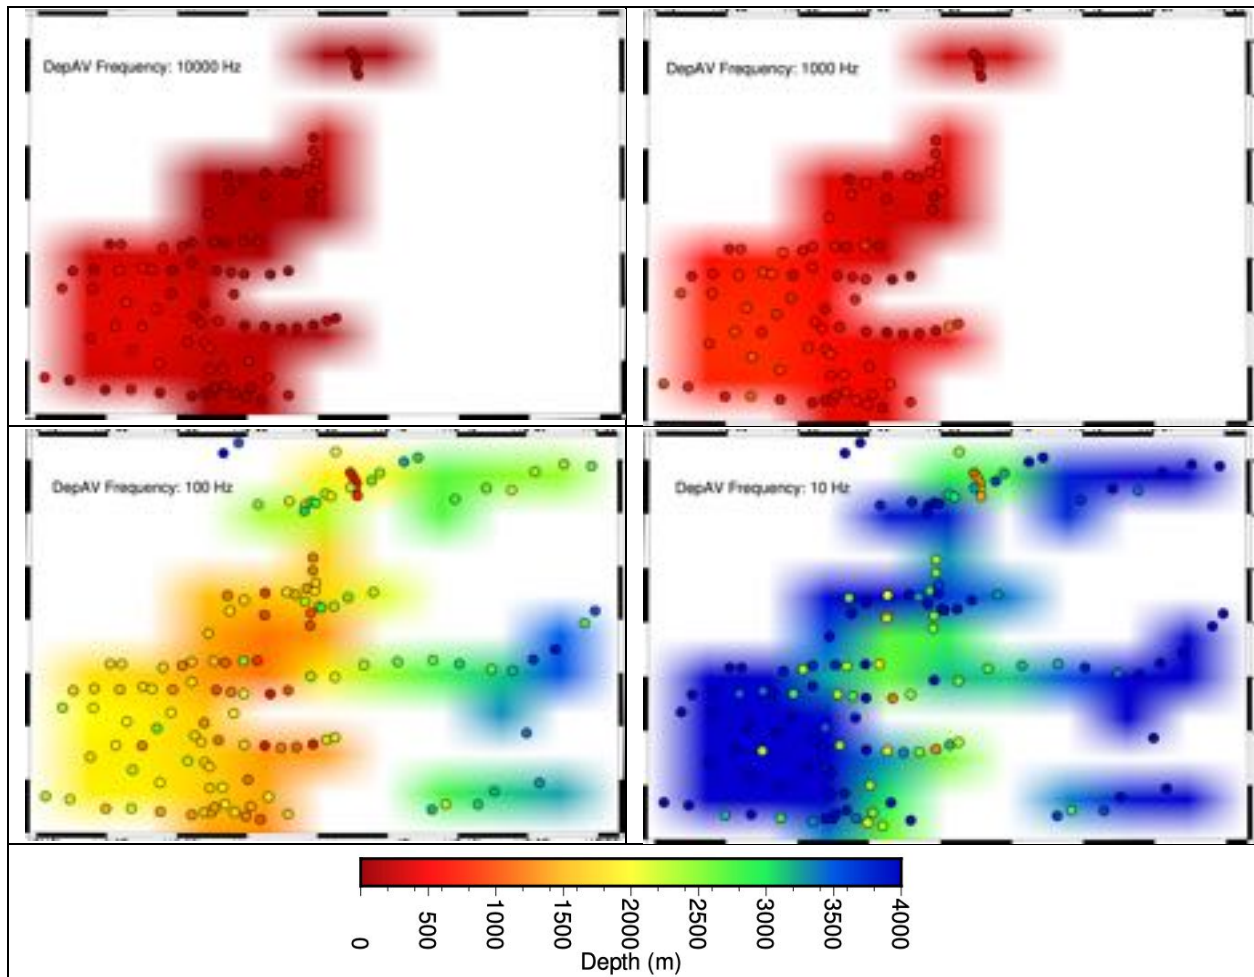 DepAV Frequency: 10000 Hz
DepAV Frequency: 1000 Hz
DepAV Frequency: 100 Hz
DepAV Frequency: 10 Hz
0 500 1000 1500 2000 2500 3000 3500 4000
Depth (m)